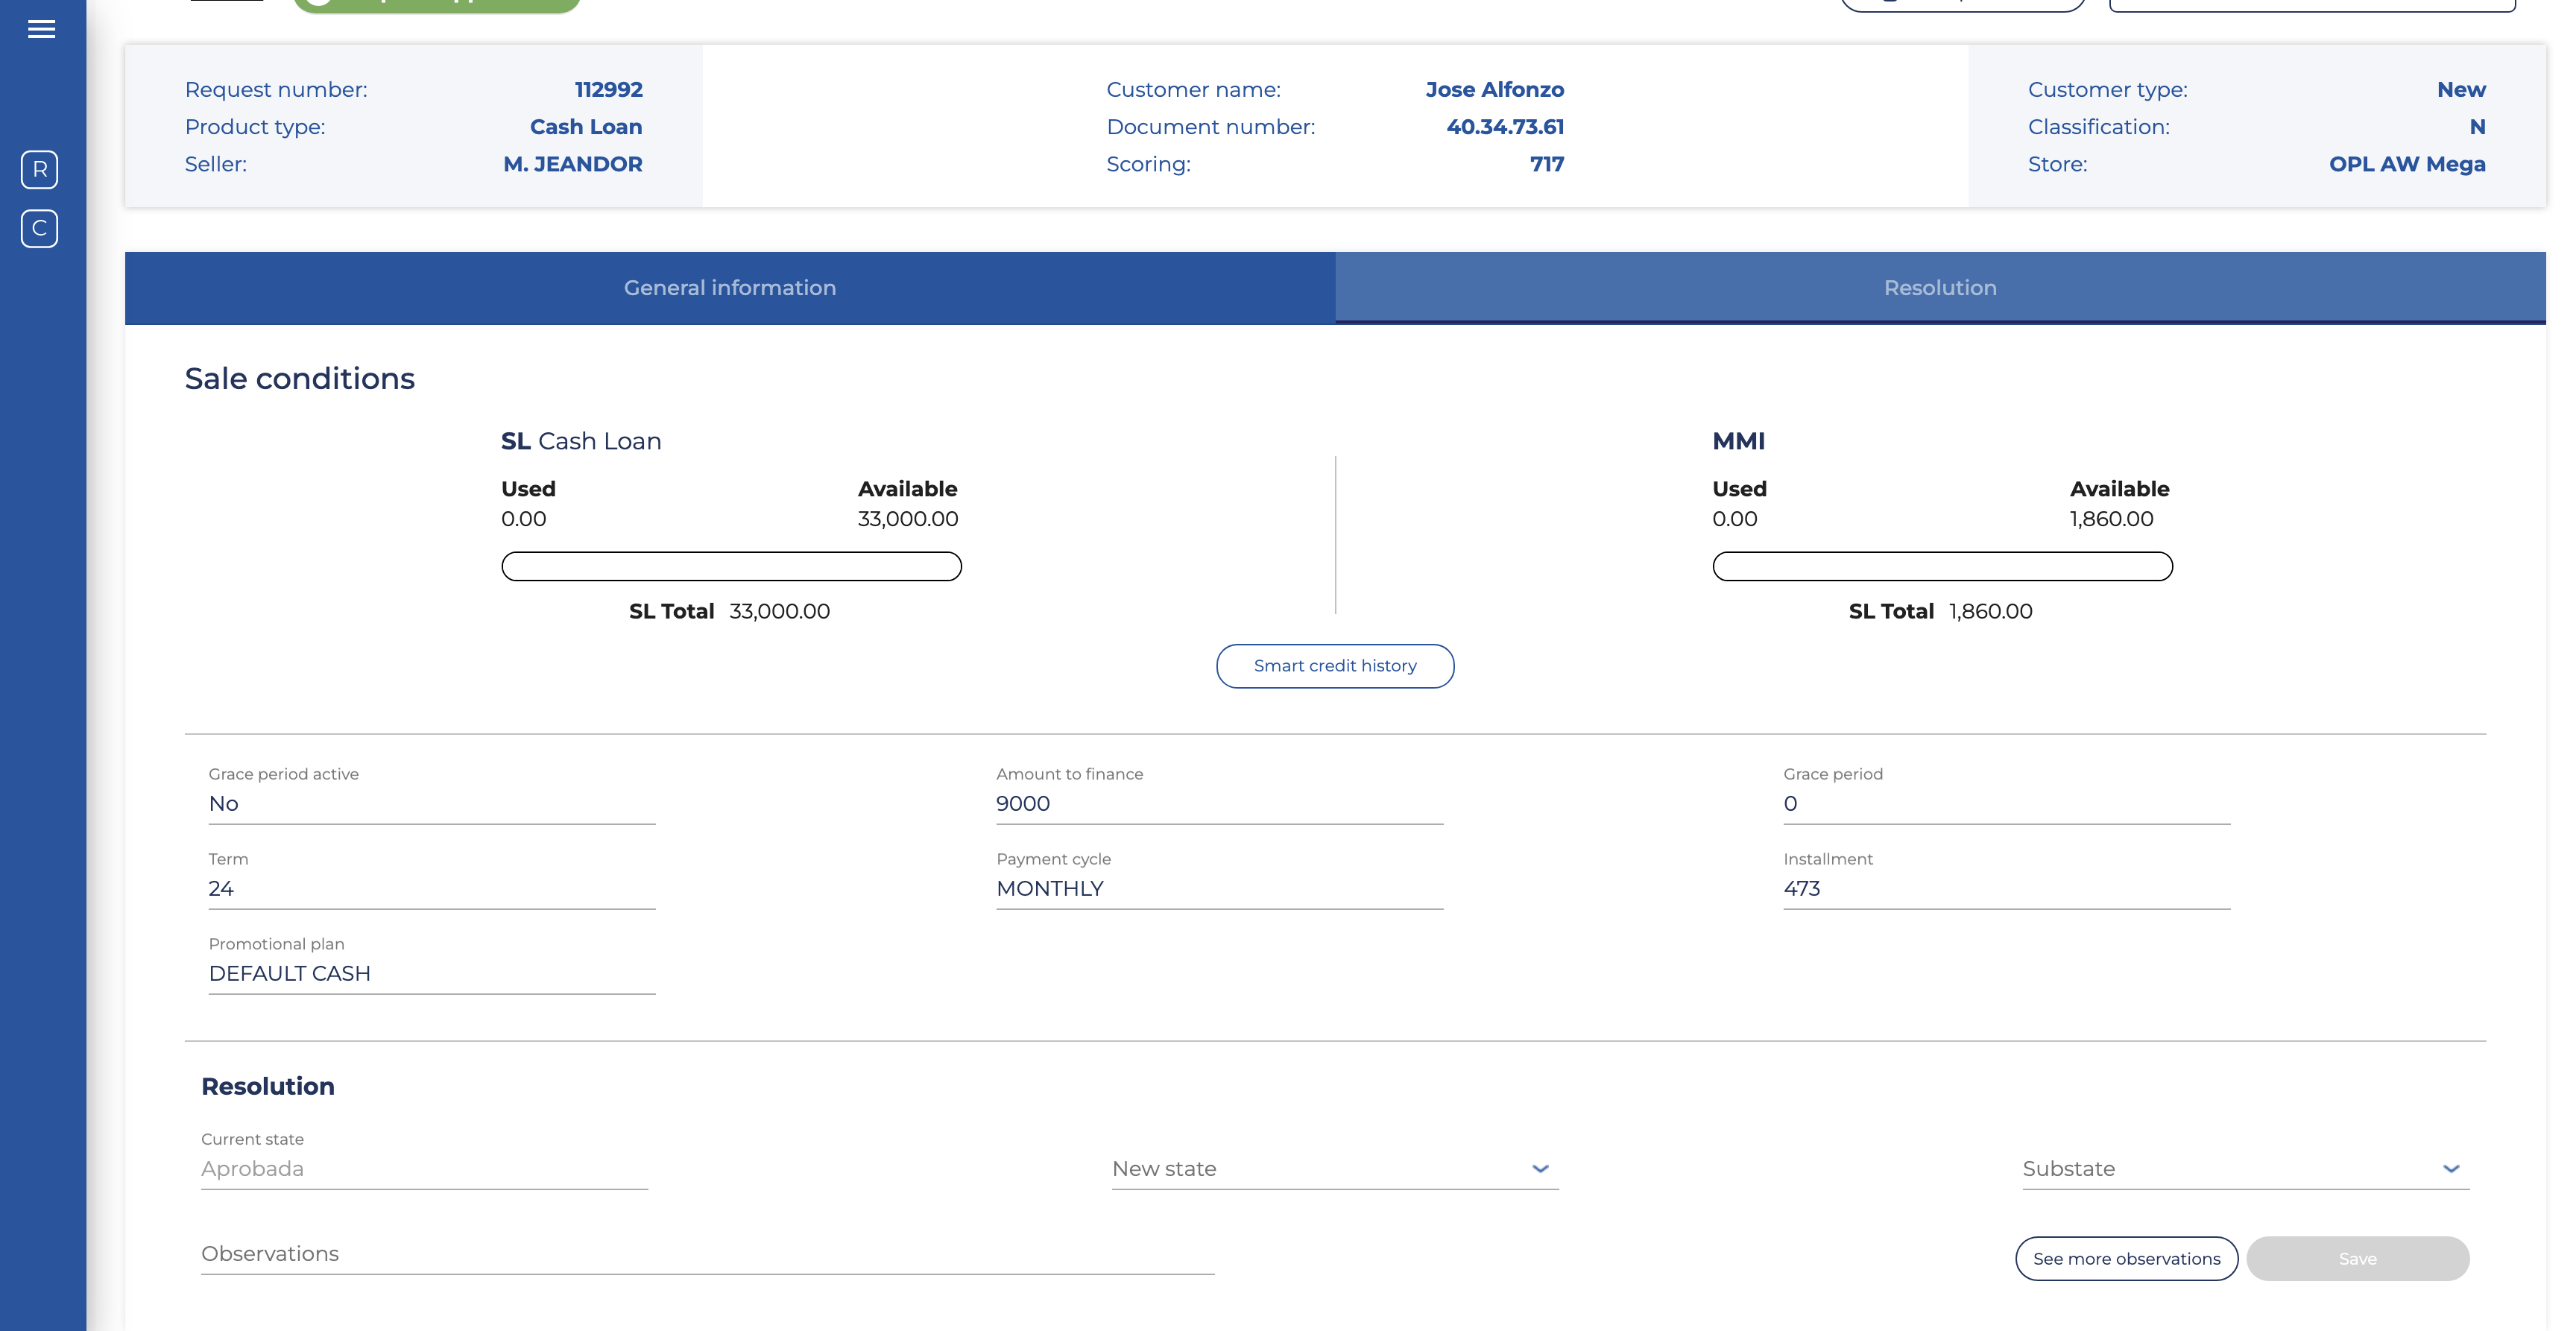 Request number: 112992
Product type: Cash Loan
Seller: M. JEANDOR
Customer name: Jose Alfonzo
Document number: 40.34.73.61
Scoring: 717
Customer type: New
Classification: N
Store: OPL AW Mega
R
C
General information
Resolution
Sale conditions
SL Cash Loan
Used Available
0.00 33,000.00
SL Total 33,000.00
MMI
Used Available
0.00 1,860.00
SL Total 1,860.00
Smart credit history
Grace period active
No
Amount to finance
9000
Grace period
0
Term
24
Payment cycle
MONTHLY
Installment
473
Promotional plan
DEFAULT CASH
Resolution
Current state
Aprobada
New state
Substate
Observations
See more observations
Save